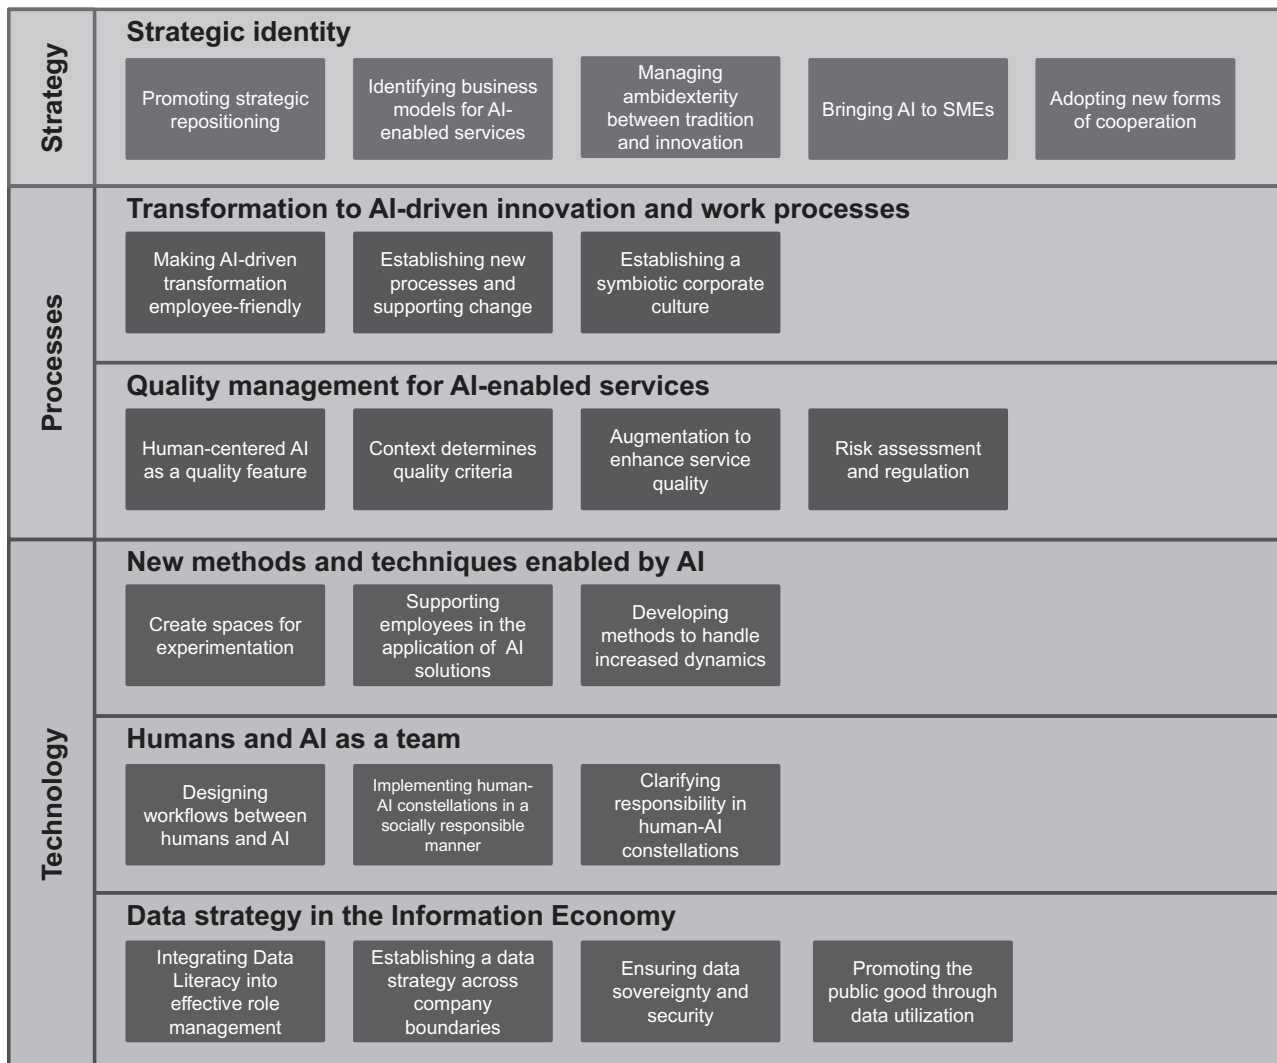 Strategy
Strategic identity
Promoting strategic
repositioning
Identifying business
models for AI-
enabled services
Managing
ambidexterity
between tradition
and innovation
Bringing AI to SMEs
Adopting new forms
of cooperation
Processes
Transformation to AI-driven innovation and work processes
Making AI-driven
transformation
employee-friendly
Establishing new
processes and
supporting change
Establishing a
symbiotic corporate
culture
Quality management for AI-enabled services
Human-centered AI
as a quality feature
Context determines
quality criteria
Augmentation to
enhance service
quality
Risk assessment
and regulation
Technology
New methods and techniques enabled by AI
Create spaces for
experimentation
Supporting
employees in the
application of AI
solutions
Developing
methods to handle
increased dynamics
Humans and AI as a team
Designing
workflows between
humans and AI
Implementing human-
AI constellations in a
socially responsible
manner
Clarifying
responsibility in
human-AI
constellations
Data strategy in the Information Economy
Integrating Data
Literacy into
effective role
management
Establishing a data
strategy across
company
boundaries
Ensuring data
sovereignty and
security
Promoting the
public good through
data utilization